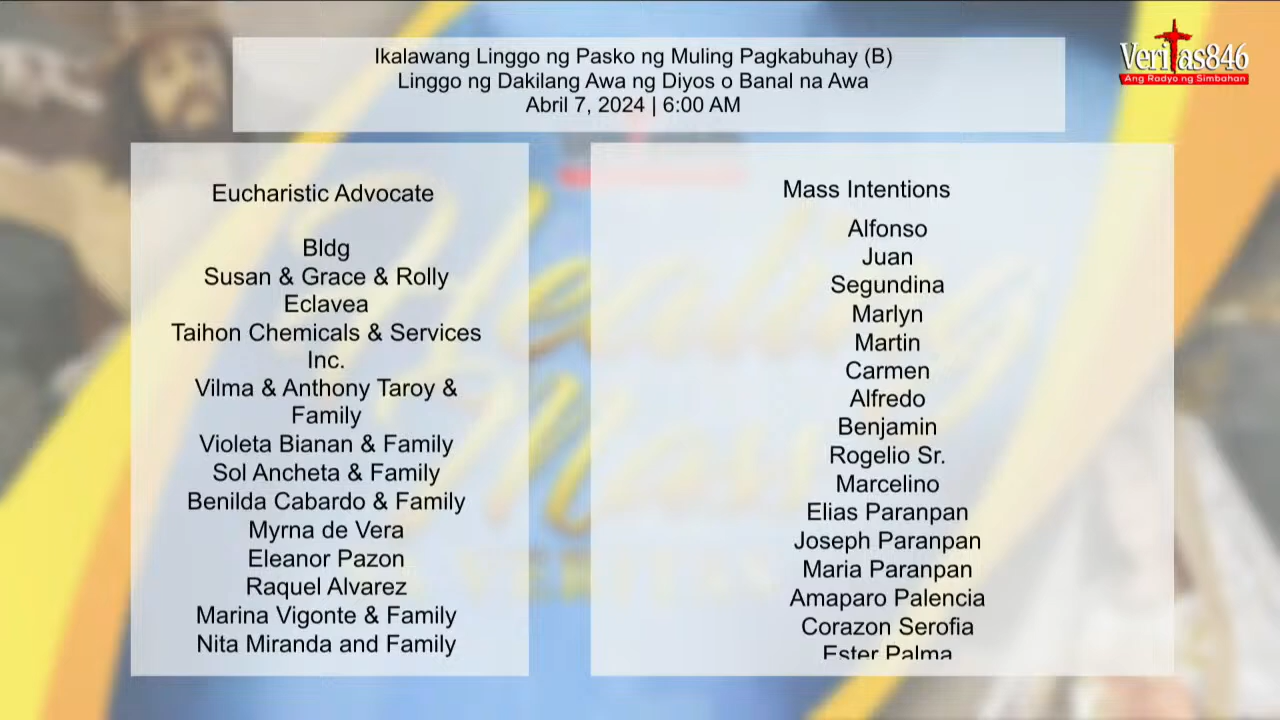 Ikalawang Linggo ng Pasko ng Muling Pagkabuhay (B)
Linggo ng Dakilang Awa ng Diyos o Banal na Awa
Abril 7, 2024 | 6:00 AM
Veritas846
Ang Radyo ng Simbahan
Eucharistic Advocate
Bldg
Susan & Grace & Rolly
Eclavea
Taihon Chemicals & Services
Inc.
Vilma & Anthony Taroy &
Family
Violeta Bianan & Family
Sol Ancheta & Family
Benilda Cabardo & Family
Myrna de Vera
Eleanor Pazon
Raquel Alvarez
Marina Vigonte & Family
Nita Miranda and Family
Mass Intentions
Alfonso
Juan
Segundina
Marlyn
Martin
Carmen
Alfredo
Benjamin
Rogelio Sr.
Marcelino
Elias Paranpan
Joseph Paranpan
Maria Paranpan
Amaparo Palencia
Corazon Serofia
Ester Palma
Healing
Mass